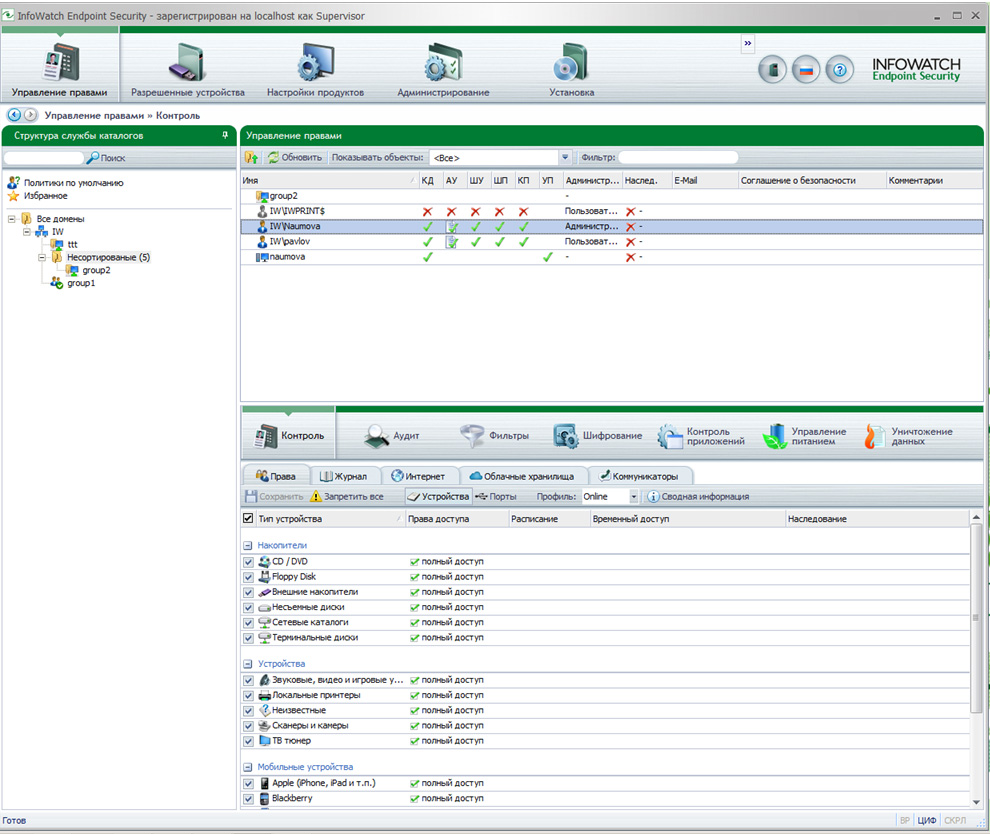 InfoWatch Endpoint Security - зарегистрирован на localhost как Supervisor
Управление правами
Разрешенные устройства
Настройки продуктов
Администрирование
Установка
»
INFOWATCH
Endpoint Security
Управление правами » Контроль
Структура службы каталогов
Поиск
Политики по умолчанию
Избранное
Все домены
IW
ttt
Несортированые (5)
group2
group1
Управление правами
Обновить Показывать объекты: <Все> Фильтр:
Имя КД АУ ШУ ШП КП УП Администр... Наслед. E-Mail Соглашение о безопасности Комментарии
group2 -
IW\IWPRINT$ Пользоват... -
IW\Naumova Администр... -
IW\pavlov Пользоват... -
naumova - -
Контроль
Аудит
Фильтры
Шифрование
Контроль приложений
Управление питанием
Уничтожение данных
Права Журнал Интернет Облачные хранилища Коммуникаторы
Сохранить Запретить все Устройства Порты Профиль: Online Сводная информация
Тип устройства Права доступа Расписание Временный доступ Наследование
Накопители
CD / DVD полный доступ
Floppy Disk полный доступ
Внешние накопители полный доступ
Несъемные диски полный доступ
Сетевые каталоги полный доступ
Терминальные диски полный доступ
Устройства
Звуковые, видео и игровые у... полный доступ
Локальные принтеры полный доступ
Неизвестные полный доступ
Сканеры и камеры полный доступ
ТВ тюнер полный доступ
Мобильные устройства
Apple (iPhone, iPad и т.п.) полный доступ
Blackberry полный доступ
Готов
ВР ЦИФ СКРЛ